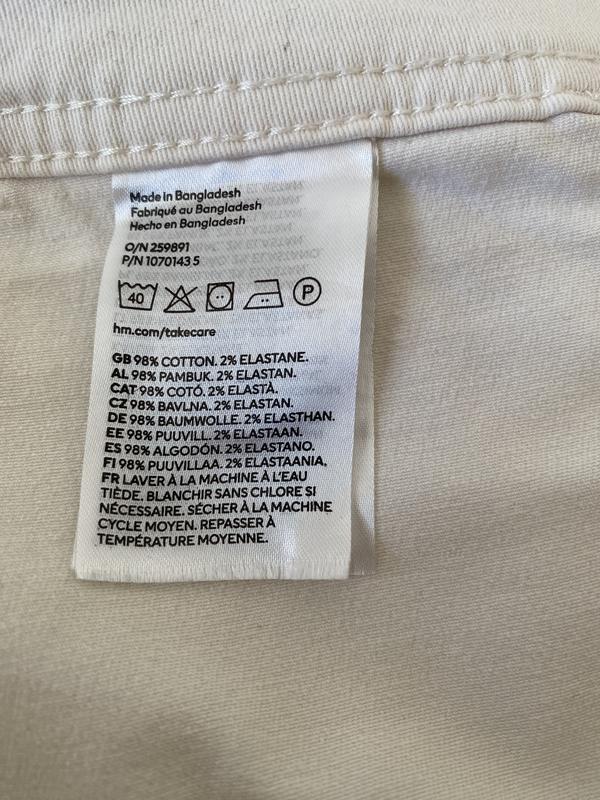 Made in Bangladesh
Fabriqué au Bangladesh
Hecho en Bangladesh
O/N 259891
P/N 1070143 5
40 P
hm.com/takecare
GB 98% COTTON. 2% ELASTANE.
AL 98% PAMBUK. 2% ELASTAN.
CAT 98% COTÓ. 2% ELASTÀ.
CZ 98% BAVLNA. 2% ELASTAN.
DE 98% BAUMWOLLE. 2% ELASTHAN.
EE 98% PUUVILL. 2% ELASTAAN.
ES 98% ALGODÓN. 2% ELASTANO.
FI 98% PUUVILLAA. 2% ELASTAANIA.
FR LAVER À LA MACHINE À L'EAU
TIÈDE. BLANCHIR SANS CHLORE SI
NÉCESSAIRE. SÉCHER À LA MACHINE
CYCLE MOYEN. REPASSER À
TEMPÉRATURE MOYENNE.